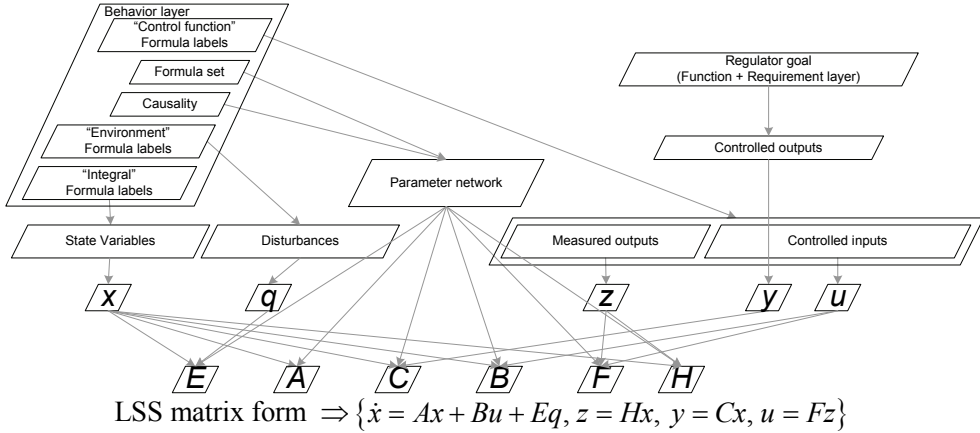 Behavior layer
“Control function”
Formula labels
Formula set
Causality
“Environment”
Formula labels
“Integral”
Formula labels
Regulator goal
(Function + Requirement layer)
Controlled outputs
Parameter network
State Variables
Disturbances
Measured outputs
Controlled inputs
x
q
z
y
u
E
A
C
B
F
H
LSS matrix form ⇒ {ẋ = Ax + Bu + Eq, z = Hx, y = Cx, u = Fz}